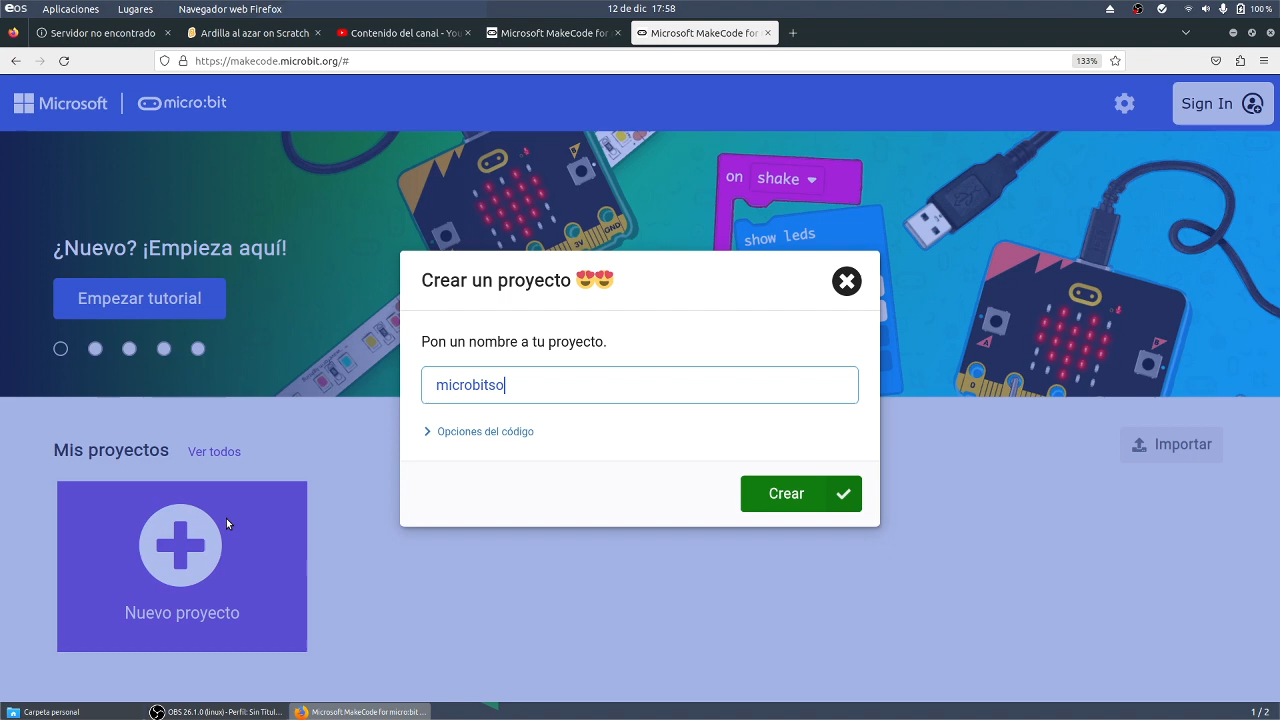 eos Aplicaciones Lugares Navegador web Firefox 12 de dic 17:58 100 %
Servidor no encontrado Ardilla al azar on Scratch Contenido del canal - You Microsoft MakeCode for Microsoft MakeCode for
https://makecode.microbit.org/# 133%
Microsoft micro:bit Sign In
on shake
show leds
¿Nuevo? ¡Empieza aquí!
Empezar tutorial
3V GND
A B
Crear un proyecto 😍😍
Pon un nombre a tu proyecto.
microbitso
Opciones del código
Crear
Mis proyectos Ver todos
Importar
Nuevo proyecto
Carpeta personal OBS 26.1.0 (linux) - Perfil: Sin Titul... Microsoft MakeCode for micro:bit ... 1 / 2